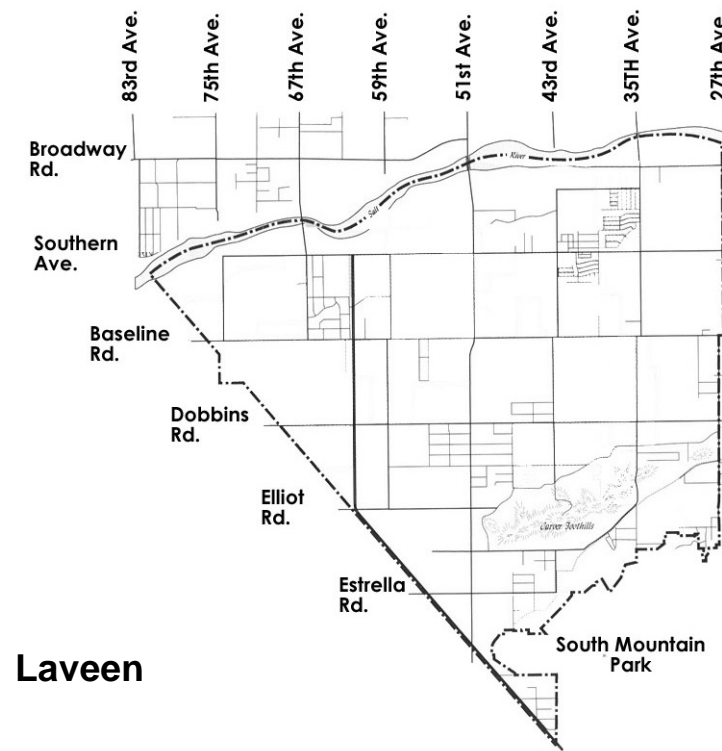 83rd Ave.
75th Ave.
67th Ave.
59th Ave.
51st Ave.
43rd Ave.
35TH Ave.
27th Ave.
Broadway
Rd.
River
Salt
Southern
Ave.
Baseline
Rd.
Dobbins
Rd.
Elliot
Rd.
Carver Foothills
Estrella
Rd.
South Mountain
Park
Laveen